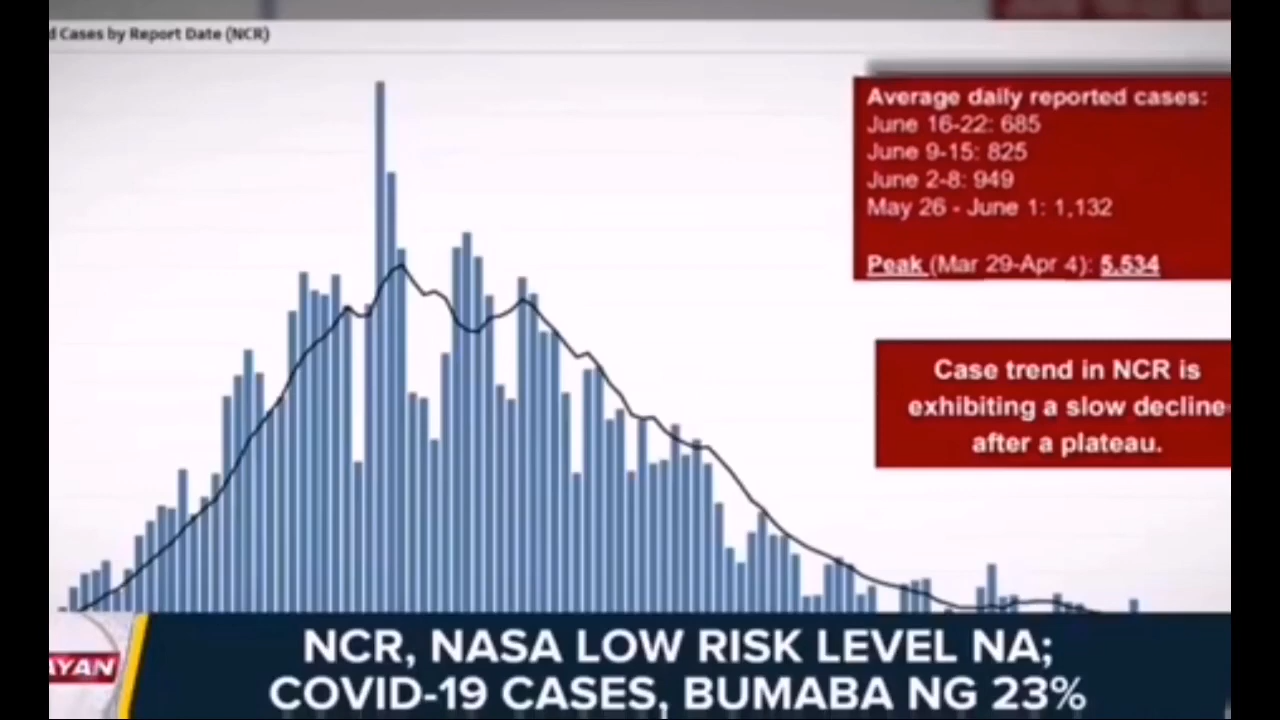 d Cases by Report Date (NCR)
Average daily reported cases:
June 16-22: 685
June 9-15: 825
June 2-8: 949
May 26 - June 1: 1,132
Peak (Mar 29-Apr 4): 5,534
Case trend in NCR is
exhibiting a slow decline
after a plateau.
AYAN
NCR, NASA LOW RISK LEVEL NA;
COVID-19 CASES, BUMABA NG 23%